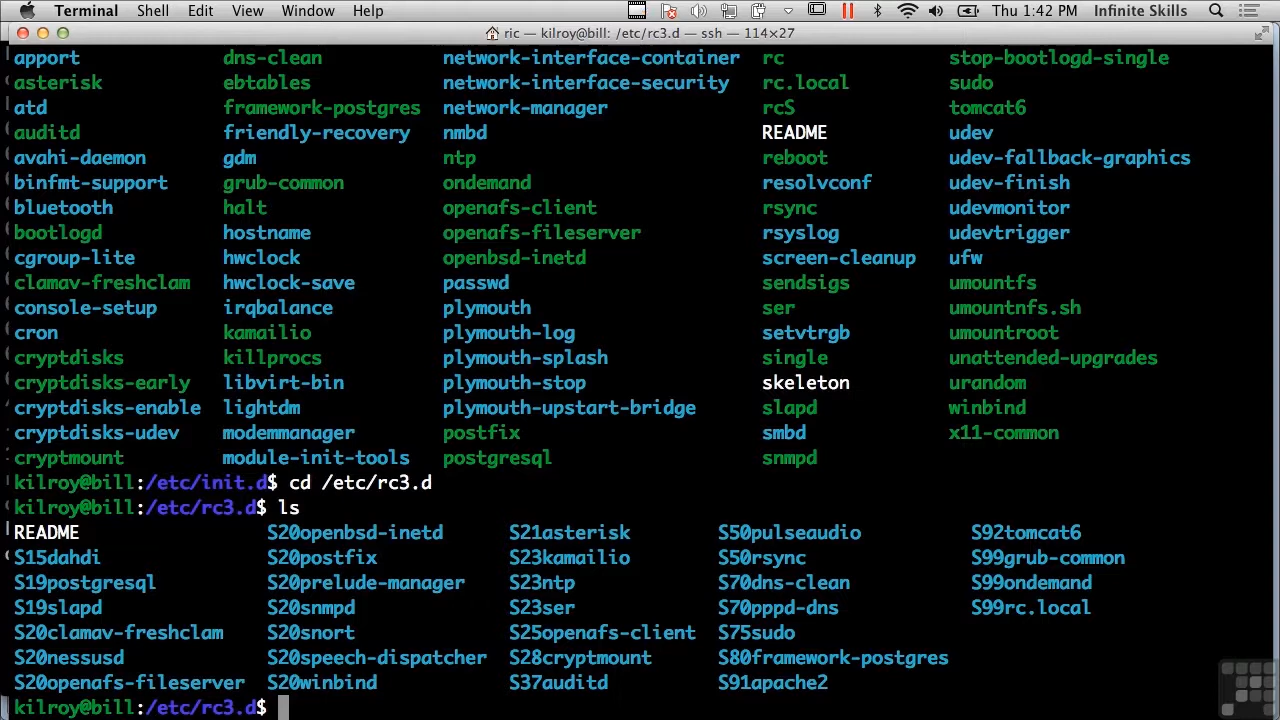 Terminal Shell Edit View Window Help Thu 1:42 PM Infinite Skills
ric — kilroy@bill: /etc/rc3.d — ssh — 114×27
apport dns-clean network-interface-container rc stop-bootlogd-single
asterisk ebtables network-interface-security rc.local sudo
atd framework-postgres network-manager rcS tomcat6
auditd friendly-recovery nmbd README udev
avahi-daemon gdm ntp reboot udev-fallback-graphics
binfmt-support grub-common ondemand resolvconf udev-finish
bluetooth halt openafs-client rsync udevmonitor
bootlogd hostname openafs-fileserver rsyslog udevtrigger
cgroup-lite hwclock openbsd-inetd screen-cleanup ufw
clamav-freshclam hwclock-save passwd sendsigs umountfs
console-setup irqbalance plymouth ser umountnfs.sh
cron kamailio plymouth-log setvtrgb umountroot
cryptdisks killprocs plymouth-splash single unattended-upgrades
cryptdisks-early libvirt-bin plymouth-stop skeleton urandom
cryptdisks-enable lightdm plymouth-upstart-bridge slapd winbind
cryptdisks-udev modemmanager postfix smbd x11-common
cryptmount module-init-tools postgresql snmpd
kilroy@bill:/etc/init.d$ cd /etc/rc3.d
kilroy@bill:/etc/rc3.d$ ls
README S20openbsd-inetd S21asterisk S50pulseaudio S92tomcat6
S15dahdi S20postfix S23kamailio S50rsync S99grub-common
S19postgresql S20prelude-manager S23ntp S70dns-clean S99ondemand
S19slapd S20snmpd S23ser S70pppd-dns S99rc.local
S20clamav-freshclam S20snort S25openafs-client S75sudo
S20nessusd S20speech-dispatcher S28cryptmount S80framework-postgres
S20openafs-fileserver S20winbind S37auditd S91apache2
kilroy@bill:/etc/rc3.d$